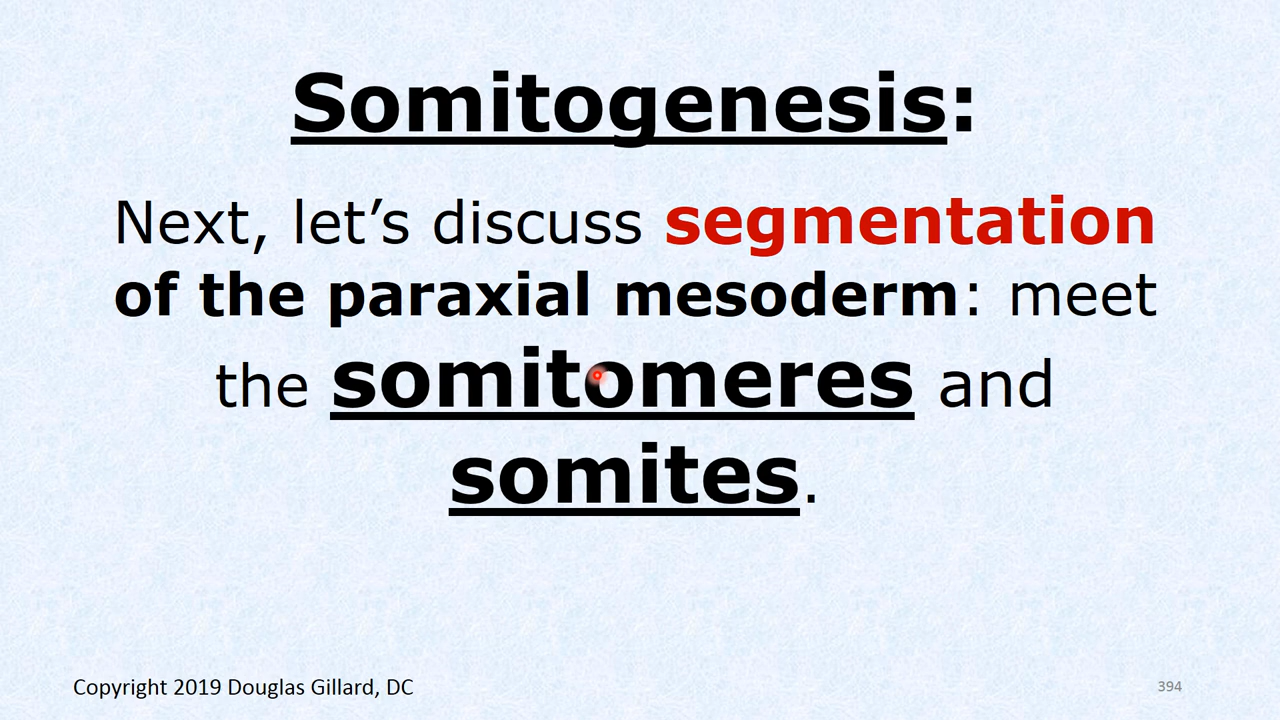 Somitogenesis:
Next, let’s discuss segmentation
of the paraxial mesoderm: meet
the somitomeres and
somites.
Copyright 2019 Douglas Gillard, DC
394